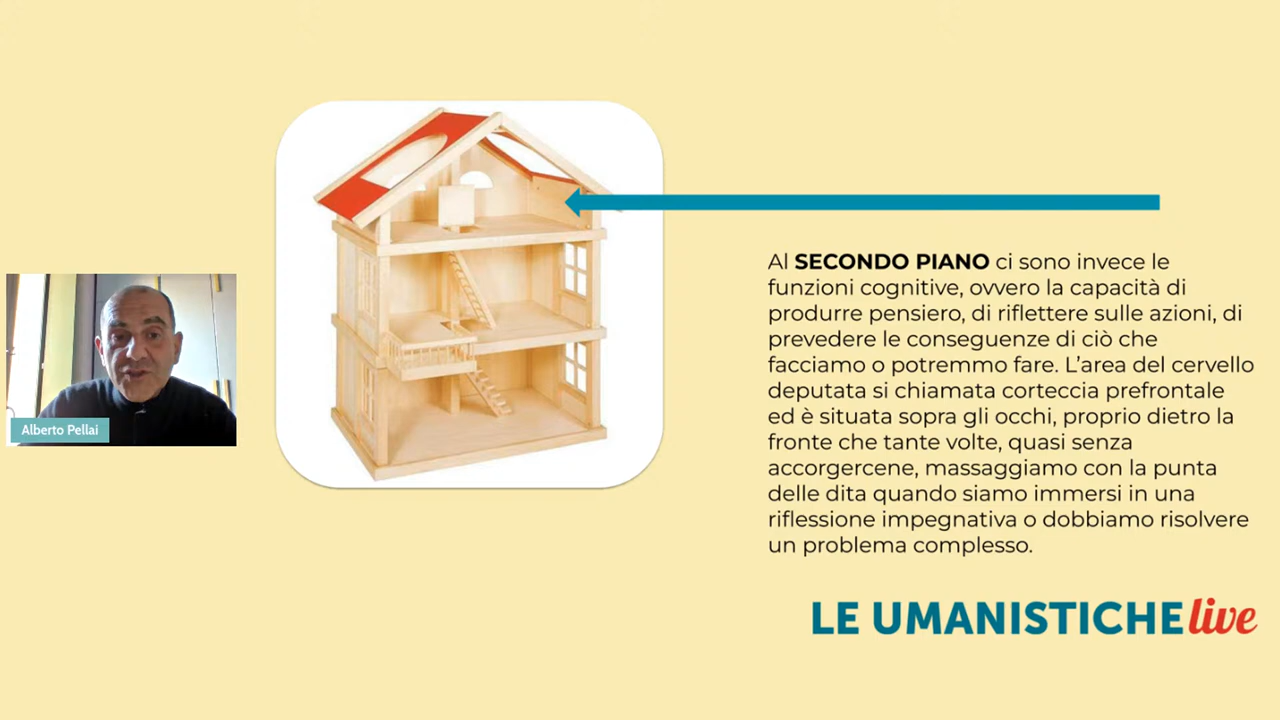 Alberto Pellai
Al SECONDO PIANO ci sono invece le
funzioni cognitive, ovvero la capacità di
produrre pensiero, di riflettere sulle azioni, di
prevedere le conseguenze di ciò che
facciamo o potremmo fare. L'area del cervello
deputata si chiamata corteccia prefrontale
ed è situata sopra gli occhi, proprio dietro la
fronte che tante volte, quasi senza
accorgercene, massaggiamo con la punta
delle dita quando siamo immersi in una
riflessione impegnativa o dobbiamo risolvere
un problema complesso.
LE UMANISTICHE live